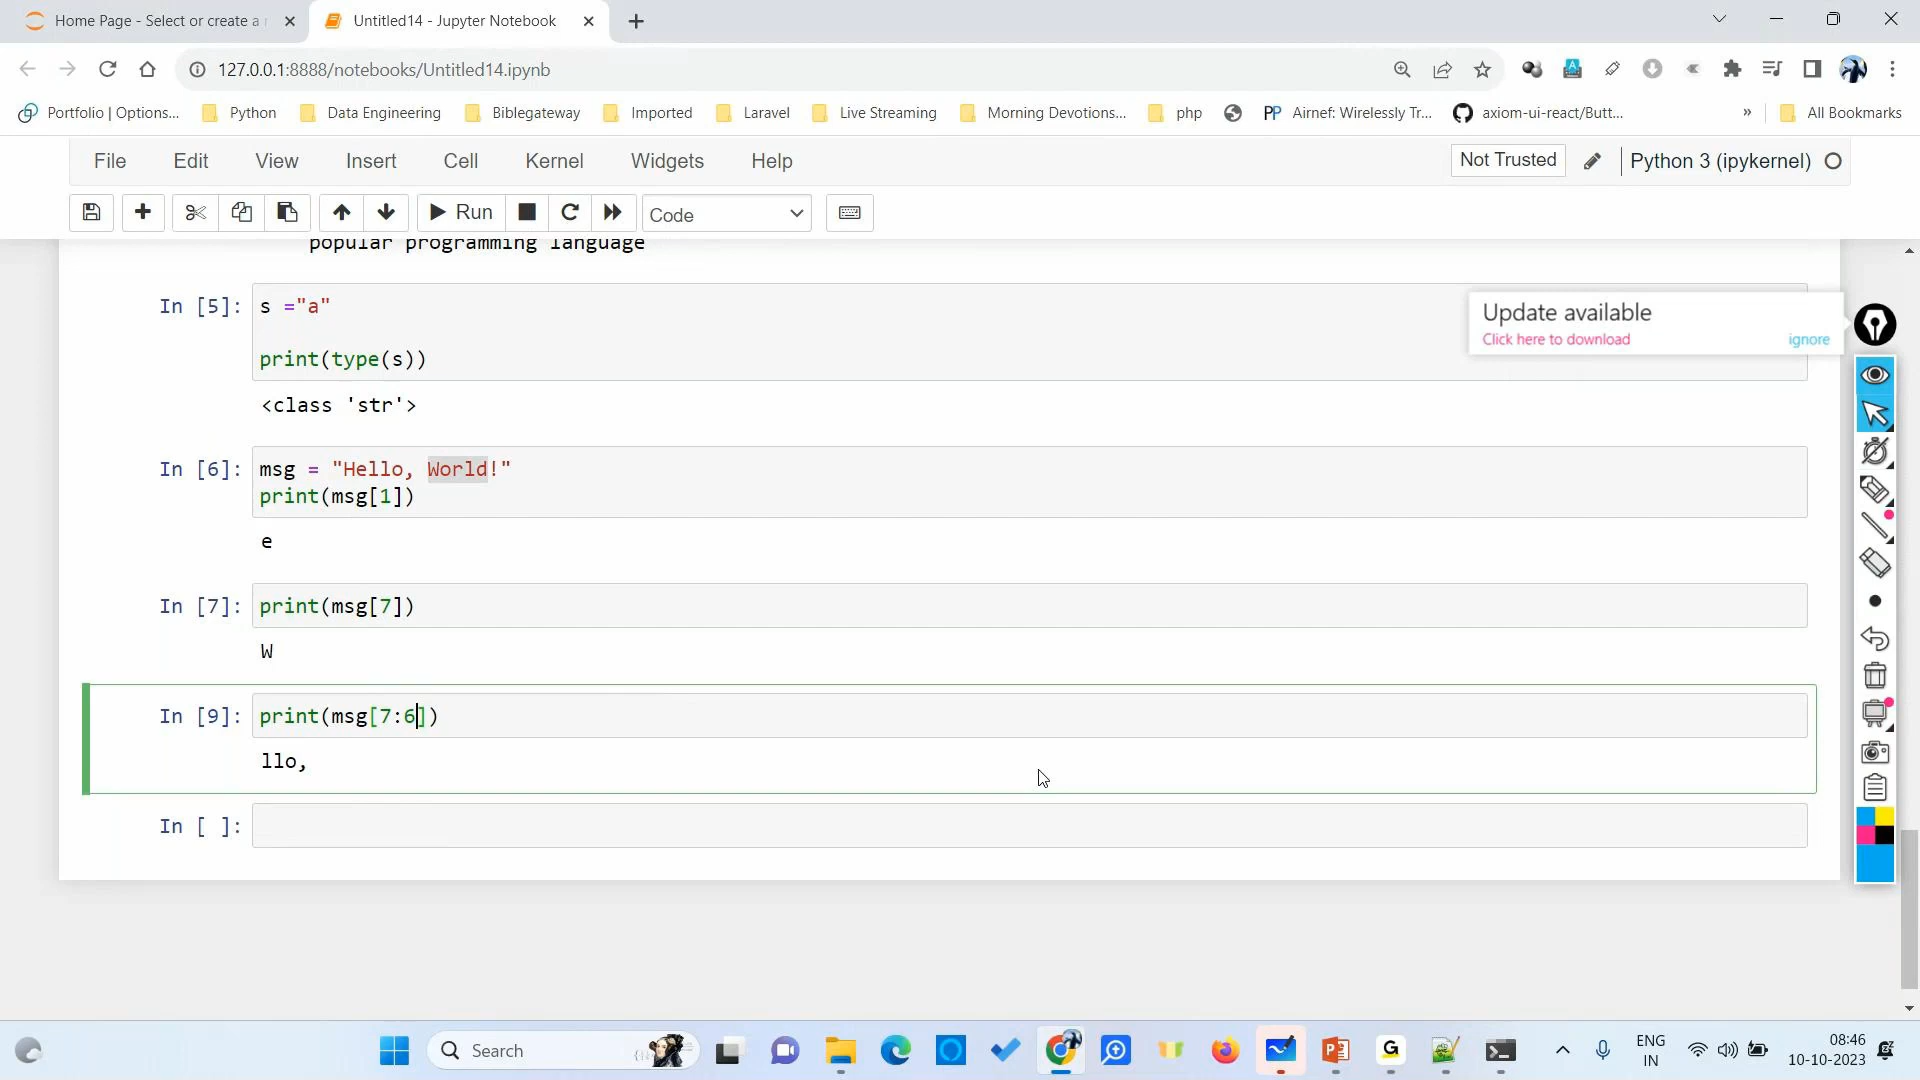 Home Page - Select or create a n
Untitled14 - Jupyter Notebook
127.0.0.1:8888/notebooks/Untitled14.ipynb
Portfolio | Options...
Python
Data Engineering
Biblegateway
Imported
Laravel
Live Streaming
Morning Devotions...
php
PP Airnef: Wirelessly Tr...
axiom-ui-react/Butt...
»
All Bookmarks
File Edit View Insert Cell Kernel Widgets Help
Not Trusted
Python 3 (ipykernel)
Run
Code
popular programming language
In [5]: s ="a"
print(type(s))
<class 'str'>
Update available
Click here to download
ignore
In [6]: msg = "Hello, World!"
print(msg[1])
e
In [7]: print(msg[7])
W
In [9]: print(msg[7:6])
llo,
In [ ]:
Search
ENG
IN
08:46
10-10-2023